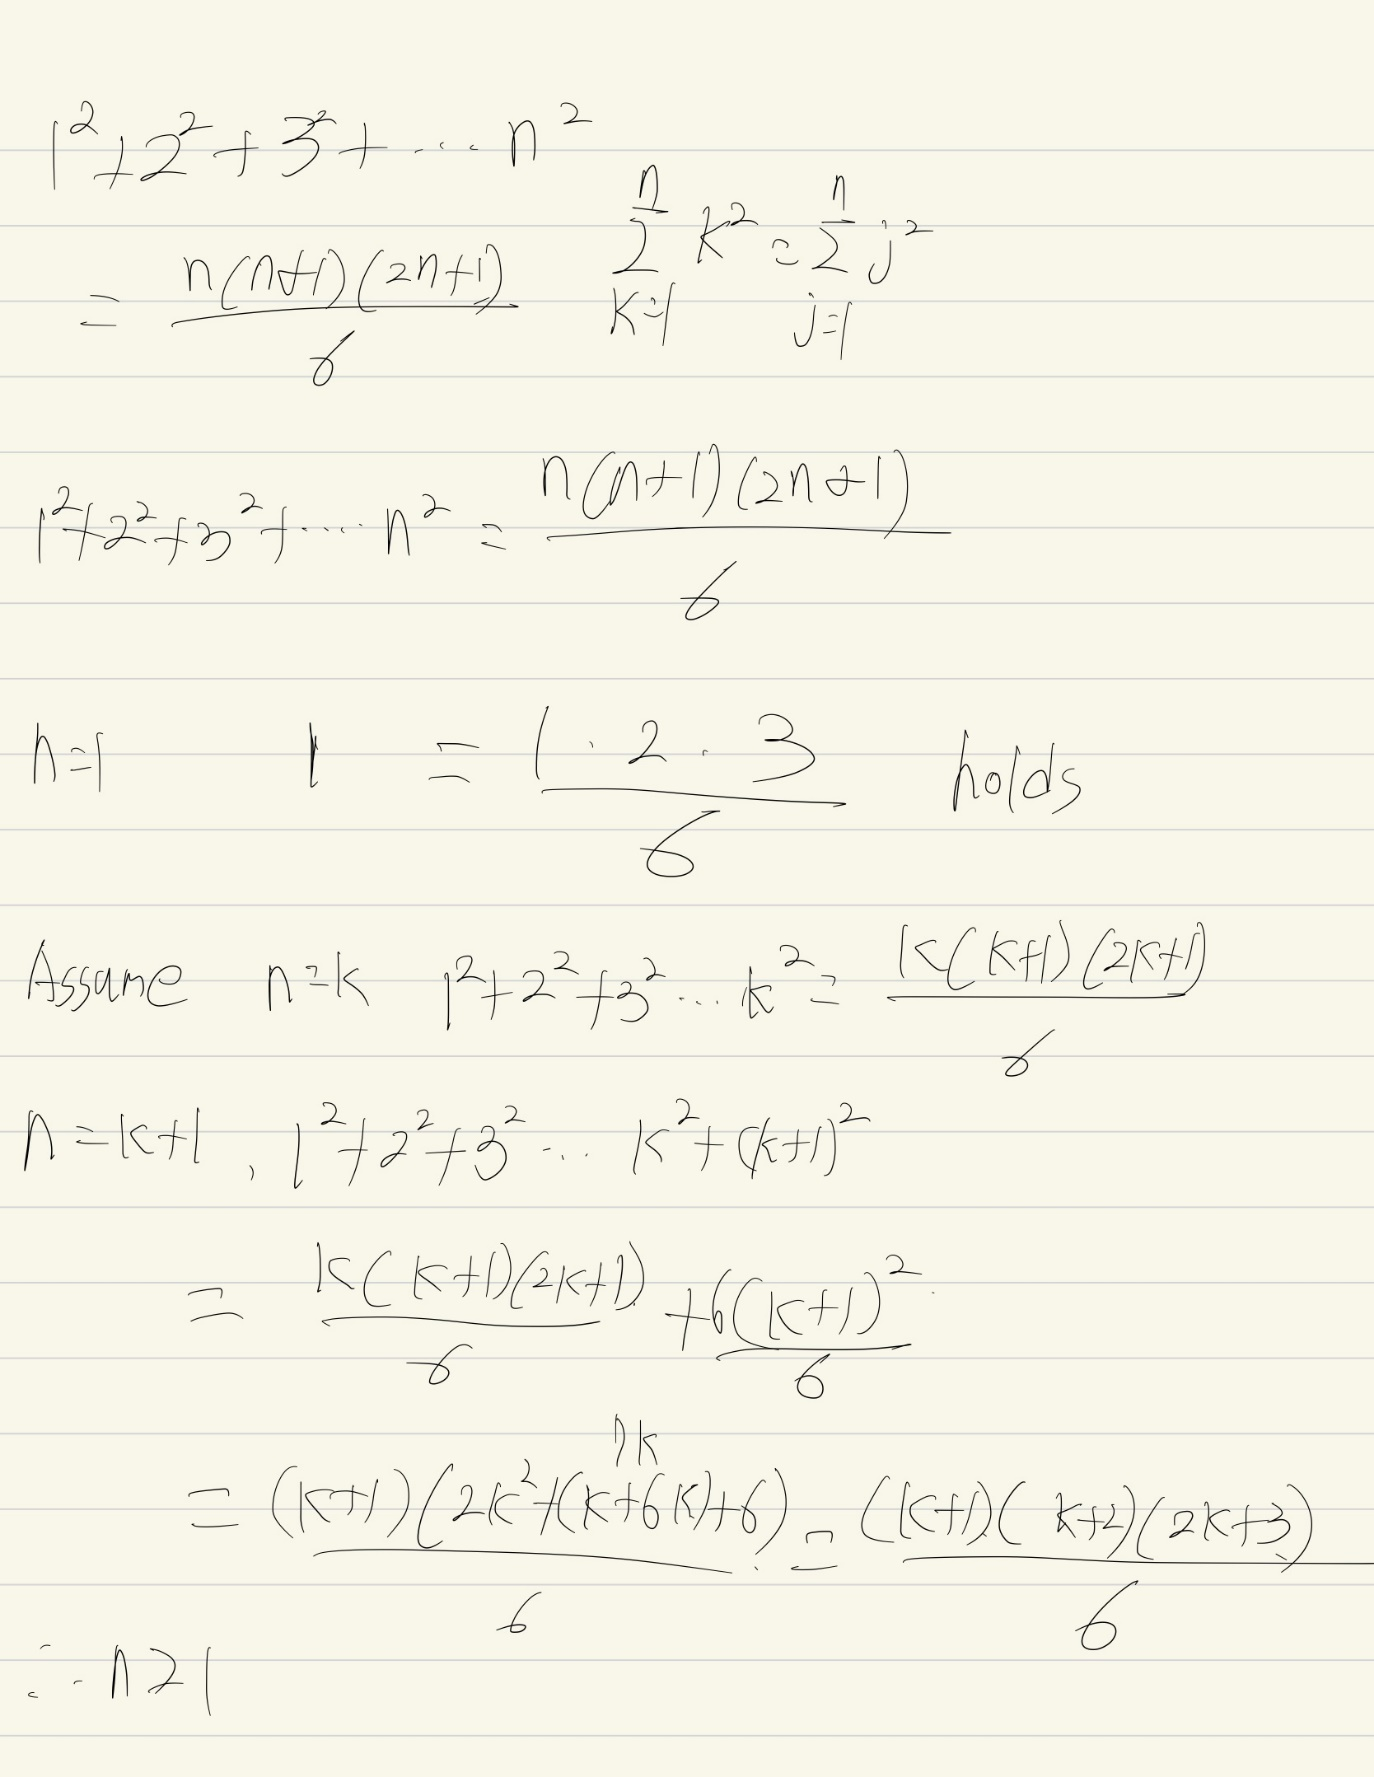 1² + 2² + 3² + ... n²
= n(n+1)(2n+1) / 6    n Σ k=1 k² = n Σ j=1 j²
1² + 2² + 3² + .... n² = n(n+1)(2n+1) / 6
n=1    1 = 1 · 2 · 3 / 6    holds
Assume n=k 1² + 2² + 3² ... k² = k(k+1)(2k+1) / 6
n=k+1, 1² + 2² + 3² ... k² + (k+1)²
= k(k+1)(2k+1) / 6 + 6(k+1)² / 6
7k
= (k+1)(2k²+(k+6k)+6) / 6 = (k+1)(k+2)(2k+3) / 6
∴ n ≥ 1